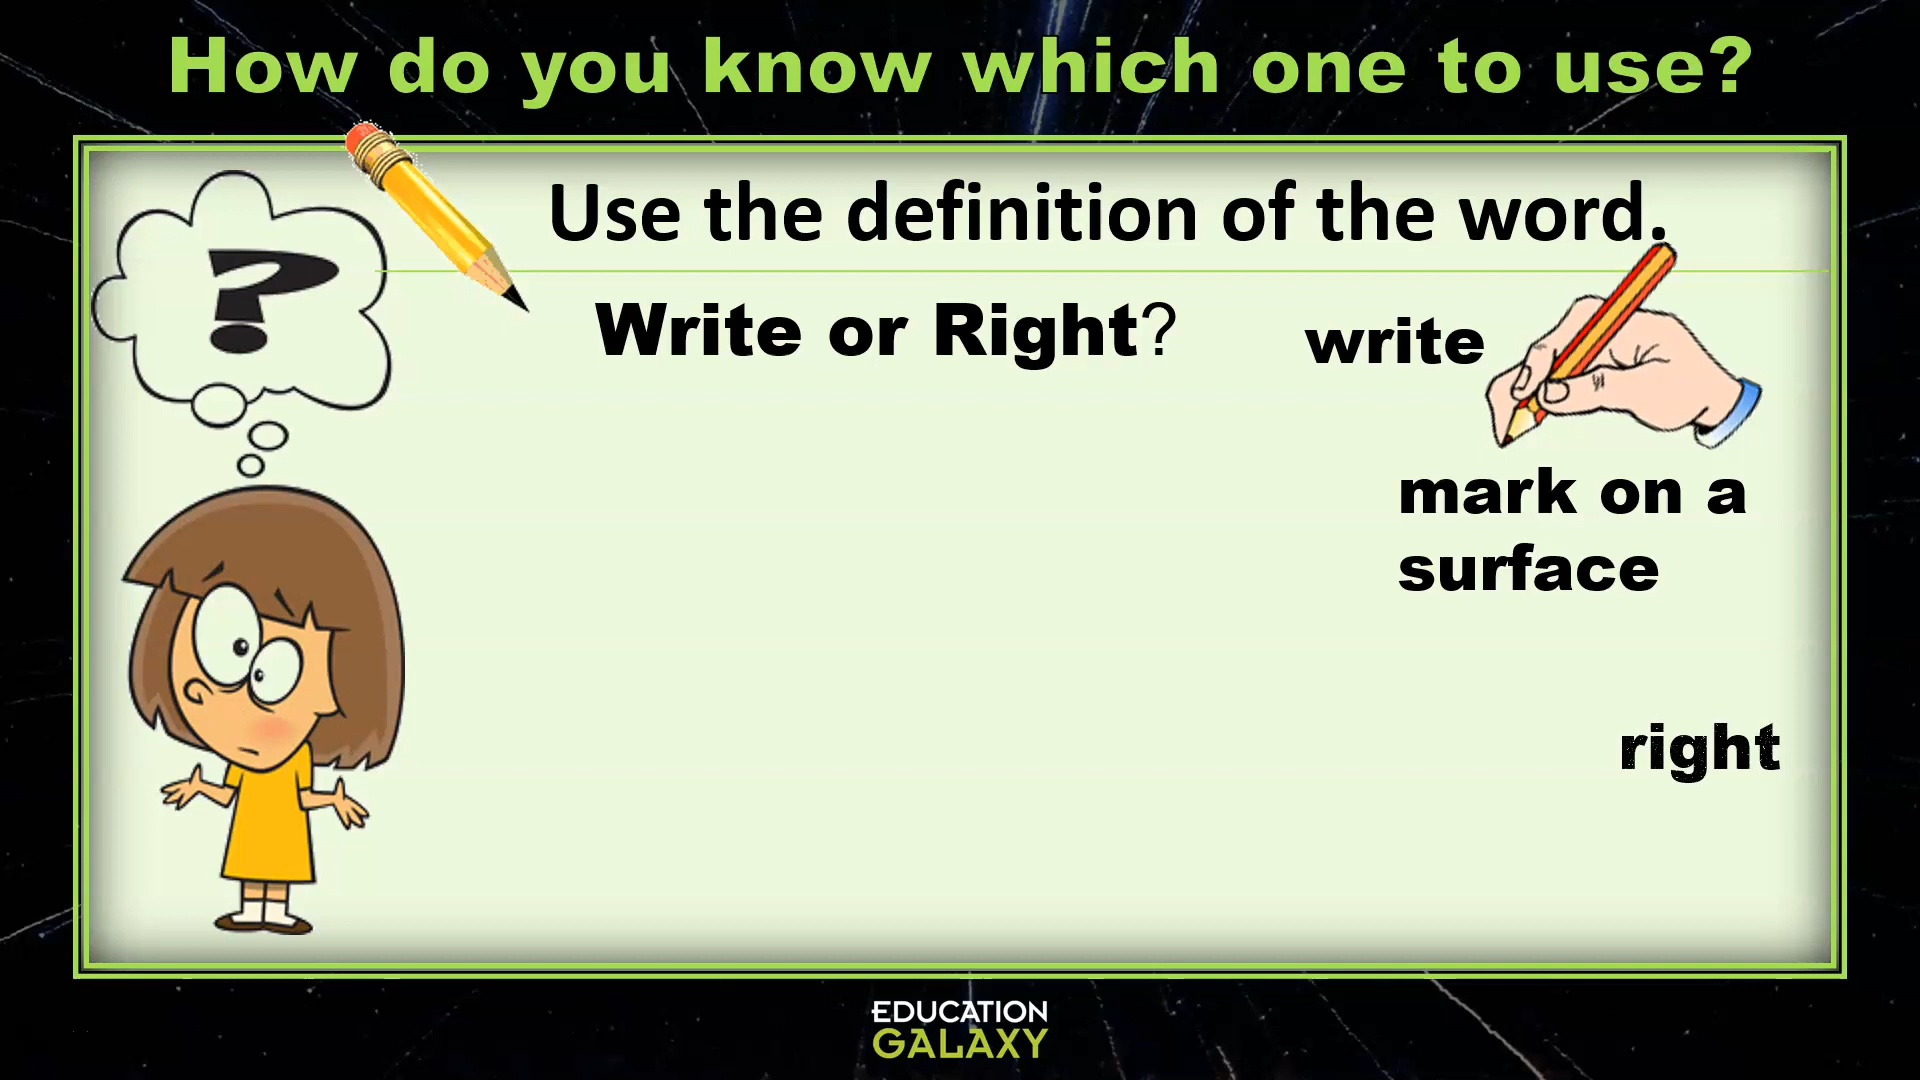 How do you know which one to use?
?
Use the definition of the word.
Write or Right?
write
mark on a
surface
right
EDUCATION
GALAXY